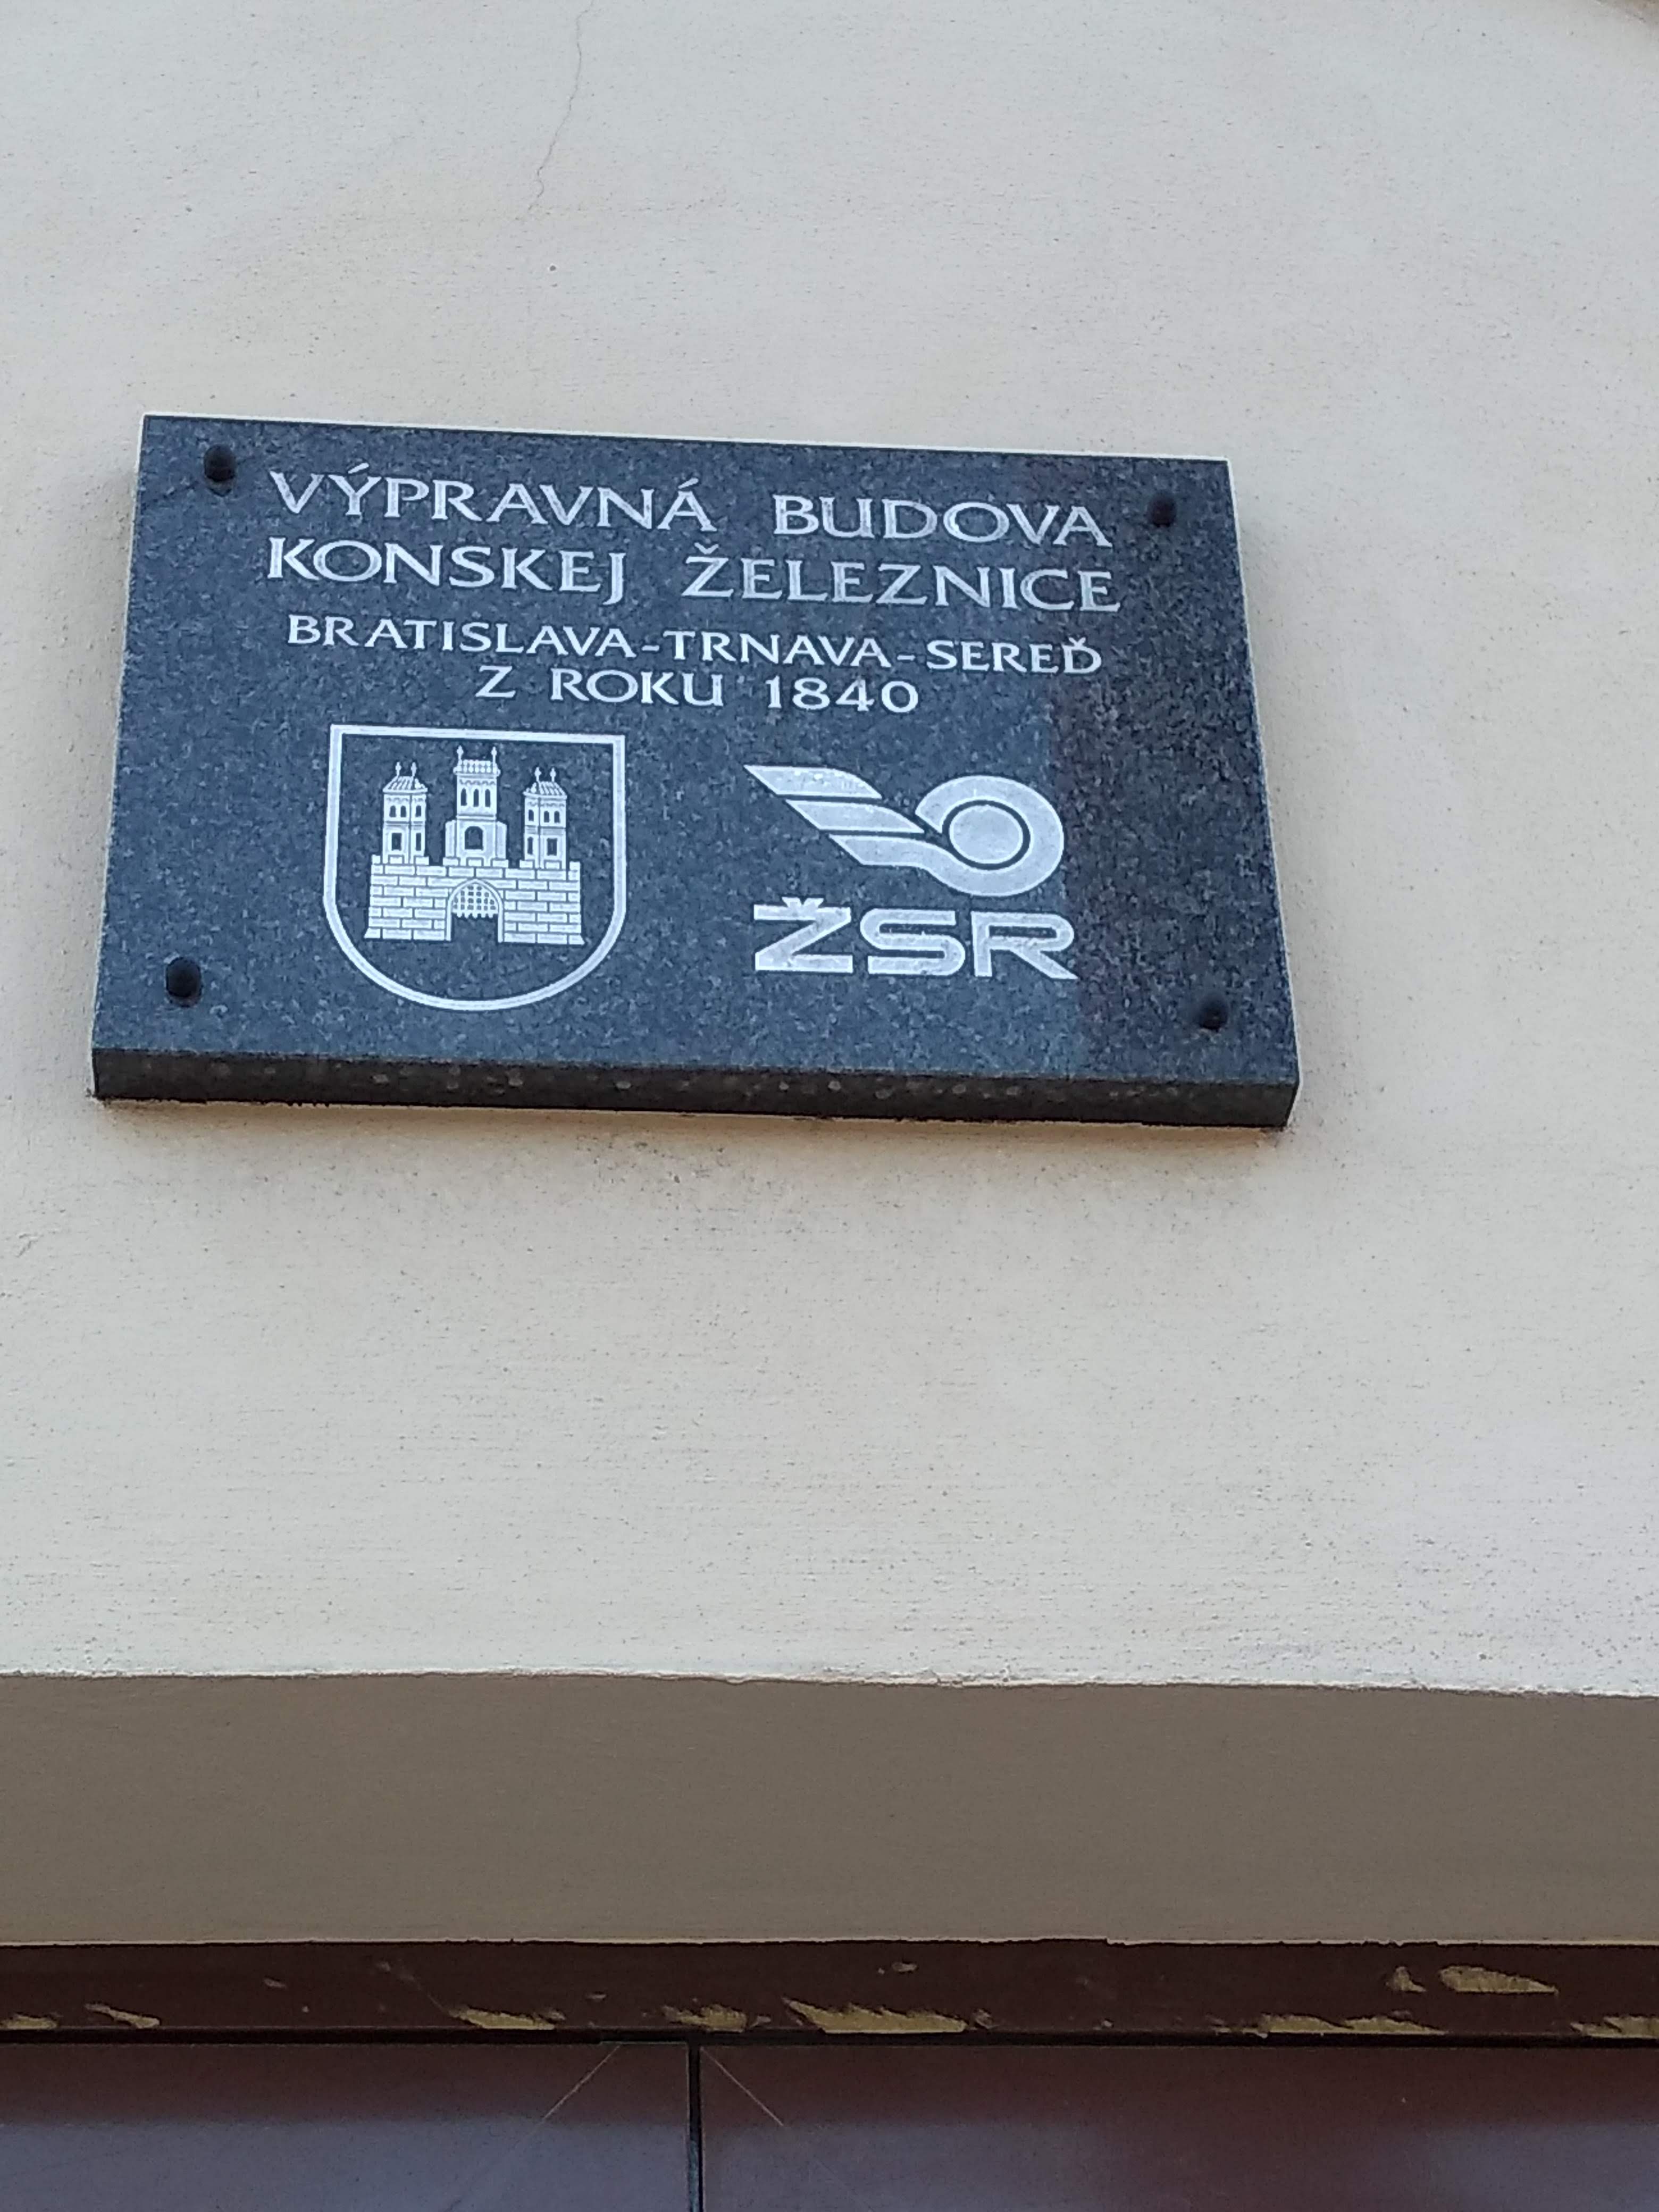 VÝPRAVNÁ BUDOVA
KONSKEJ ŽELEZNICE
BRATISLAVA-TRNAVA-SEREĎ
Z ROKU 1840
ŽSR